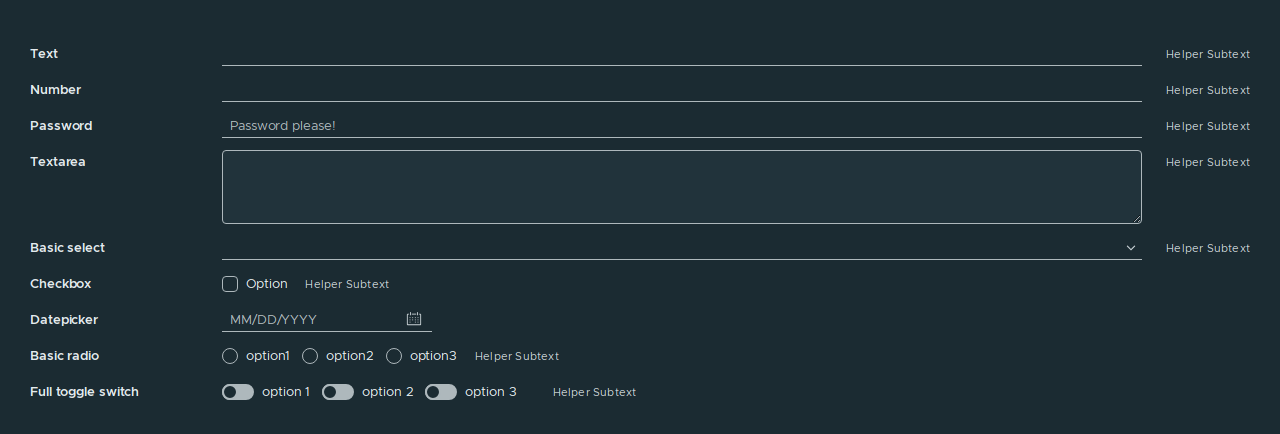 Text Helper Subtext
Number Helper Subtext
Password Password please! Helper Subtext
Textarea Helper Subtext
Basic select Helper Subtext
Checkbox Option Helper Subtext
Datepicker MM/DD/YYYY
Basic radio option1 option2 option3 Helper Subtext
Full toggle switch option 1 option 2 option 3 Helper Subtext